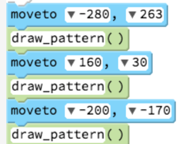 moveto ▼-280, ▼263
draw_pattern()
moveto ▼160, ▼30
draw_pattern()
moveto ▼-200, ▼-170
draw_pattern()